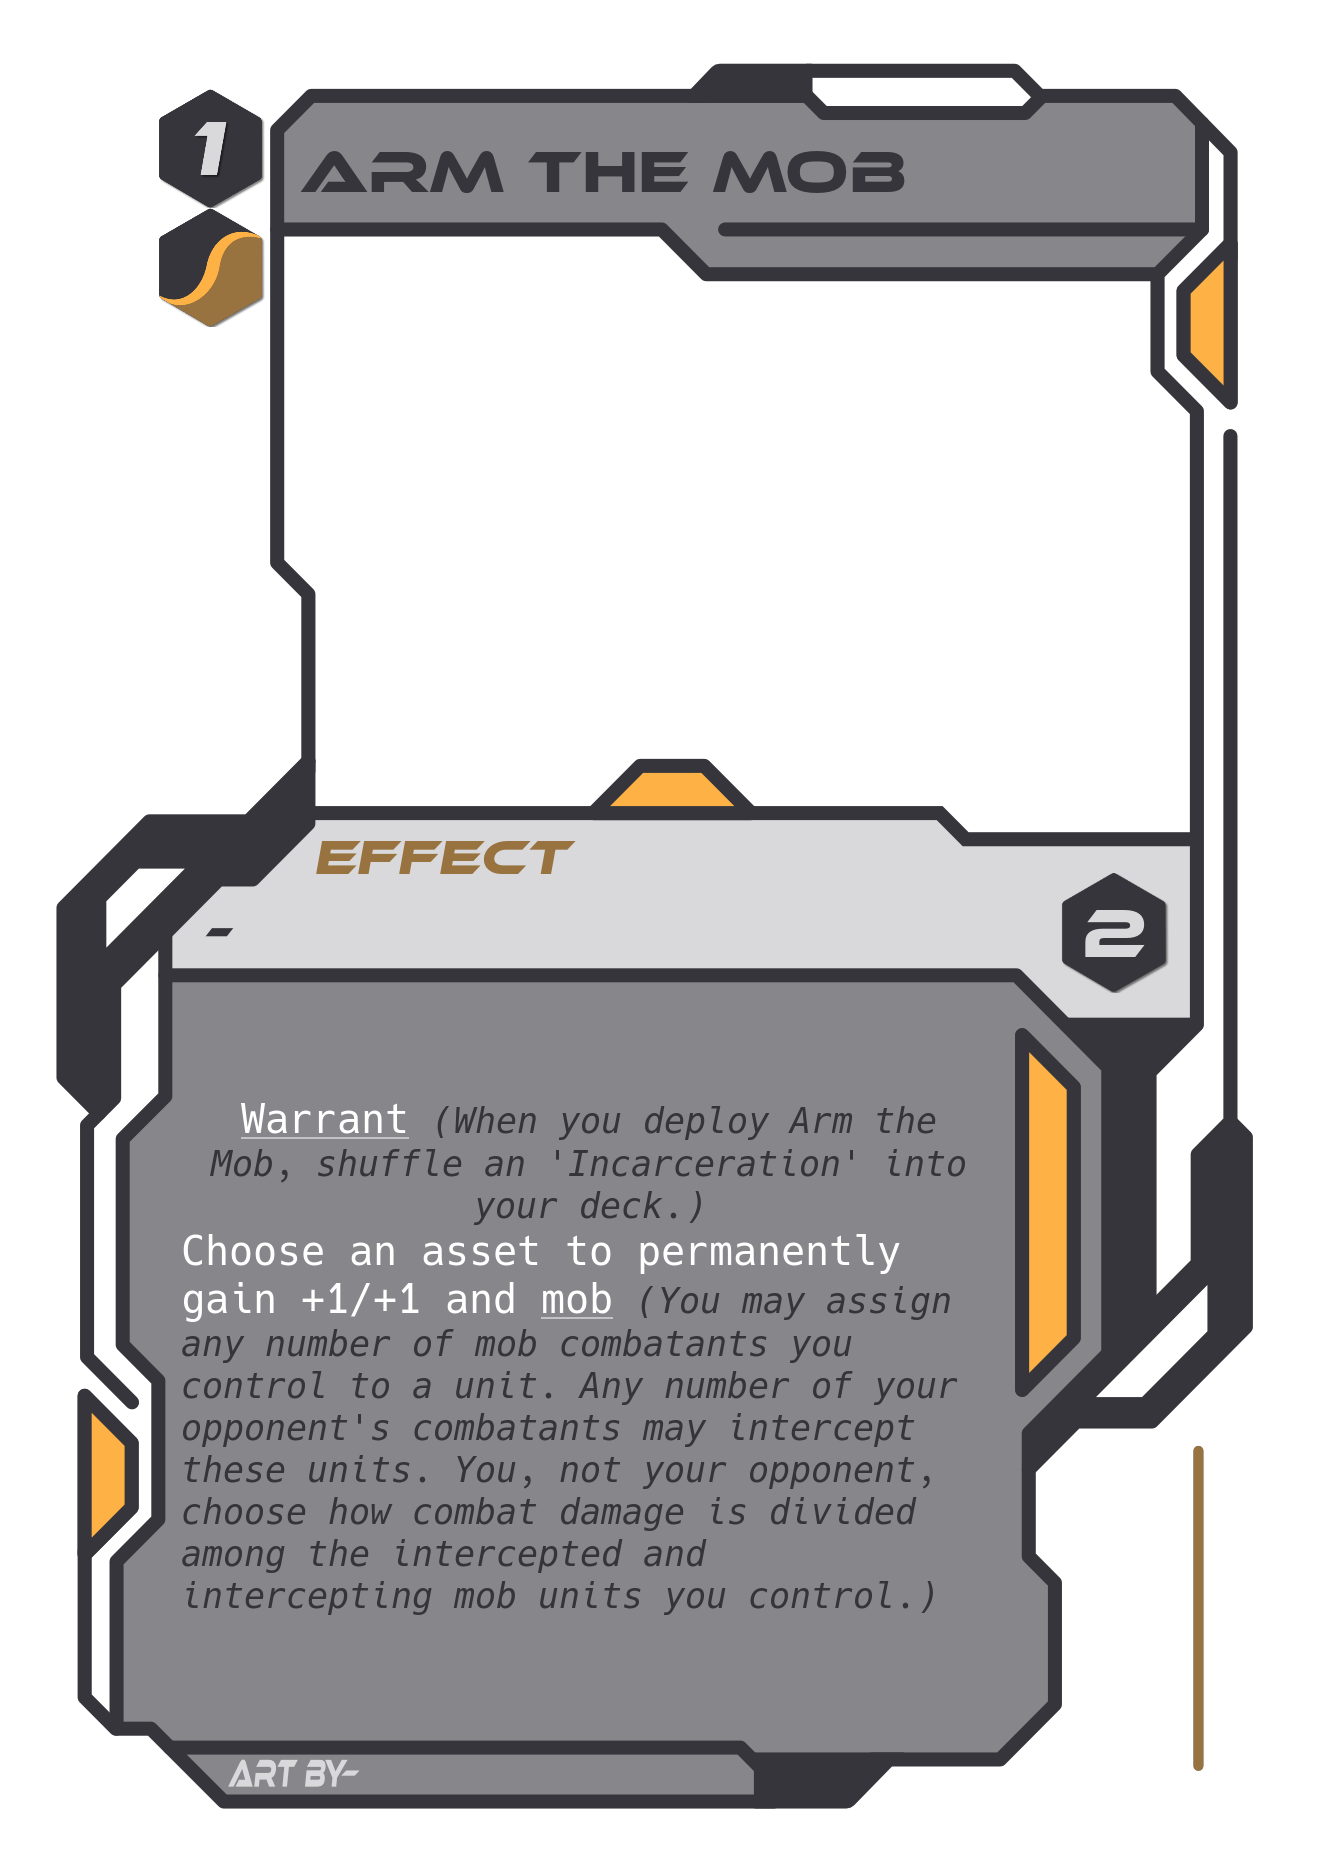 1
ARM THE MOB
EFFECT
-
2
Warrant (When you deploy Arm the
Mob, shuffle an 'Incarceration' into
your deck.)
Choose an asset to permanently
gain +1/+1 and mob (You may assign
any number of mob combatants you
control to a unit. Any number of your
opponent's combatants may intercept
these units. You, not your opponent,
choose how combat damage is divided
among the intercepted and
intercepting mob units you control.)
ART BY-